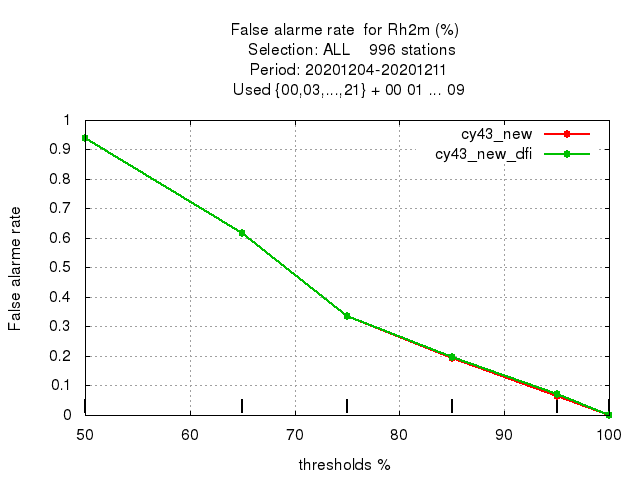 False alarme rate  for Rh2m (%)
Selection: ALL    996 stations
Period: 20201204-20201211
Used {00,03,...,21} + 00 01 ... 09
cy43_new
cy43_new_dfi
1
0.9
0.8
0.7
0.6
0.5
0.4
0.3
0.2
0.1
0
False alarme rate
50
60
70
80
90
100
thresholds %